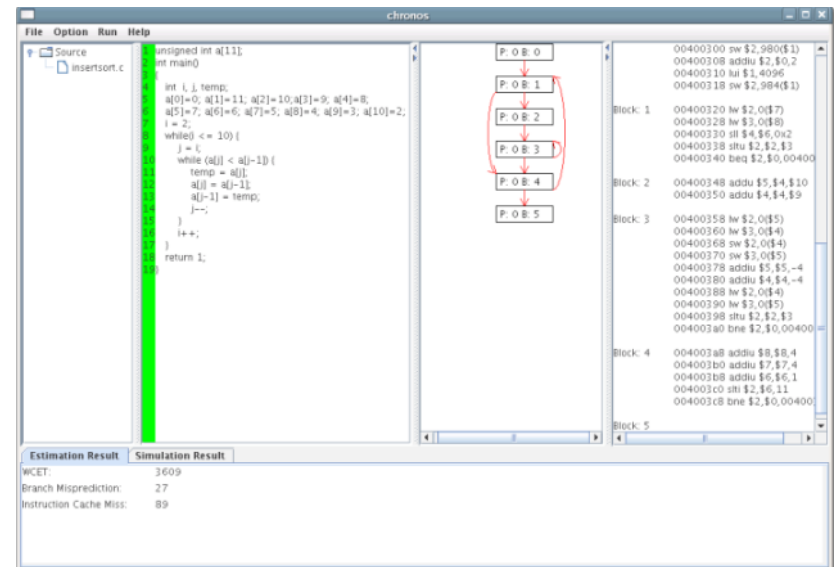 chronos
File Option Run Help
Source
insertsort.c
1 unsigned int a[11];
2 int main()
3 {
4 int i, j, temp;
5 a[0]=0; a[1]=11; a[2]=10;a[3]=9; a[4]=8;
6 a[5]=7; a[6]=6; a[7]=5; a[8]=4; a[9]=3; a[10]=2;
7 i = 2;
8 while(i <= 10) {
9 j = i;
10 while (a[j] < a[j-1]) {
11 temp = a[j];
12 a[j] = a[j-1];
13 a[j-1] = temp;
14 j--;
15 }
16 i++;
17 }
18 return 1;
19 }
P: 0 B: 0
P: 0 B: 1
P: 0 B: 2
P: 0 B: 3
P: 0 B: 4
P: 0 B: 5
00400300 sw $2,980($1)
00400308 addiu $2,$0,2
00400310 lui $1,4096
00400318 sw $2,984($1)
Block: 1 00400320 lw $2,0($7)
00400328 lw $3,0($8)
00400330 sll $4,$6,0x2
00400338 sltu $2,$2,$3
00400340 beq $2,$0,00400
Block: 2 00400348 addu $5,$4,$10
00400350 addu $4,$4,$9
Block: 3 00400358 lw $2,0($5)
00400360 lw $3,0($4)
00400368 sw $2,0($4)
00400370 sw $3,0($5)
00400378 addiu $5,$5,-4
00400380 addiu $4,$4,-4
00400388 lw $2,0($4)
00400390 lw $3,0($5)
00400398 sltu $2,$2,$3
004003a0 bne $2,$0,00400
Block: 4 004003a8 addiu $8,$8,4
004003b0 addiu $7,$7,4
004003b8 addiu $6,$6,1
004003c0 slti $2,$6,11
004003c8 bne $2,$0,00400
Block: 5
Estimation Result Simulation Result
WCET: 3609
Branch Misprediction: 27
Instruction Cache Miss: 89